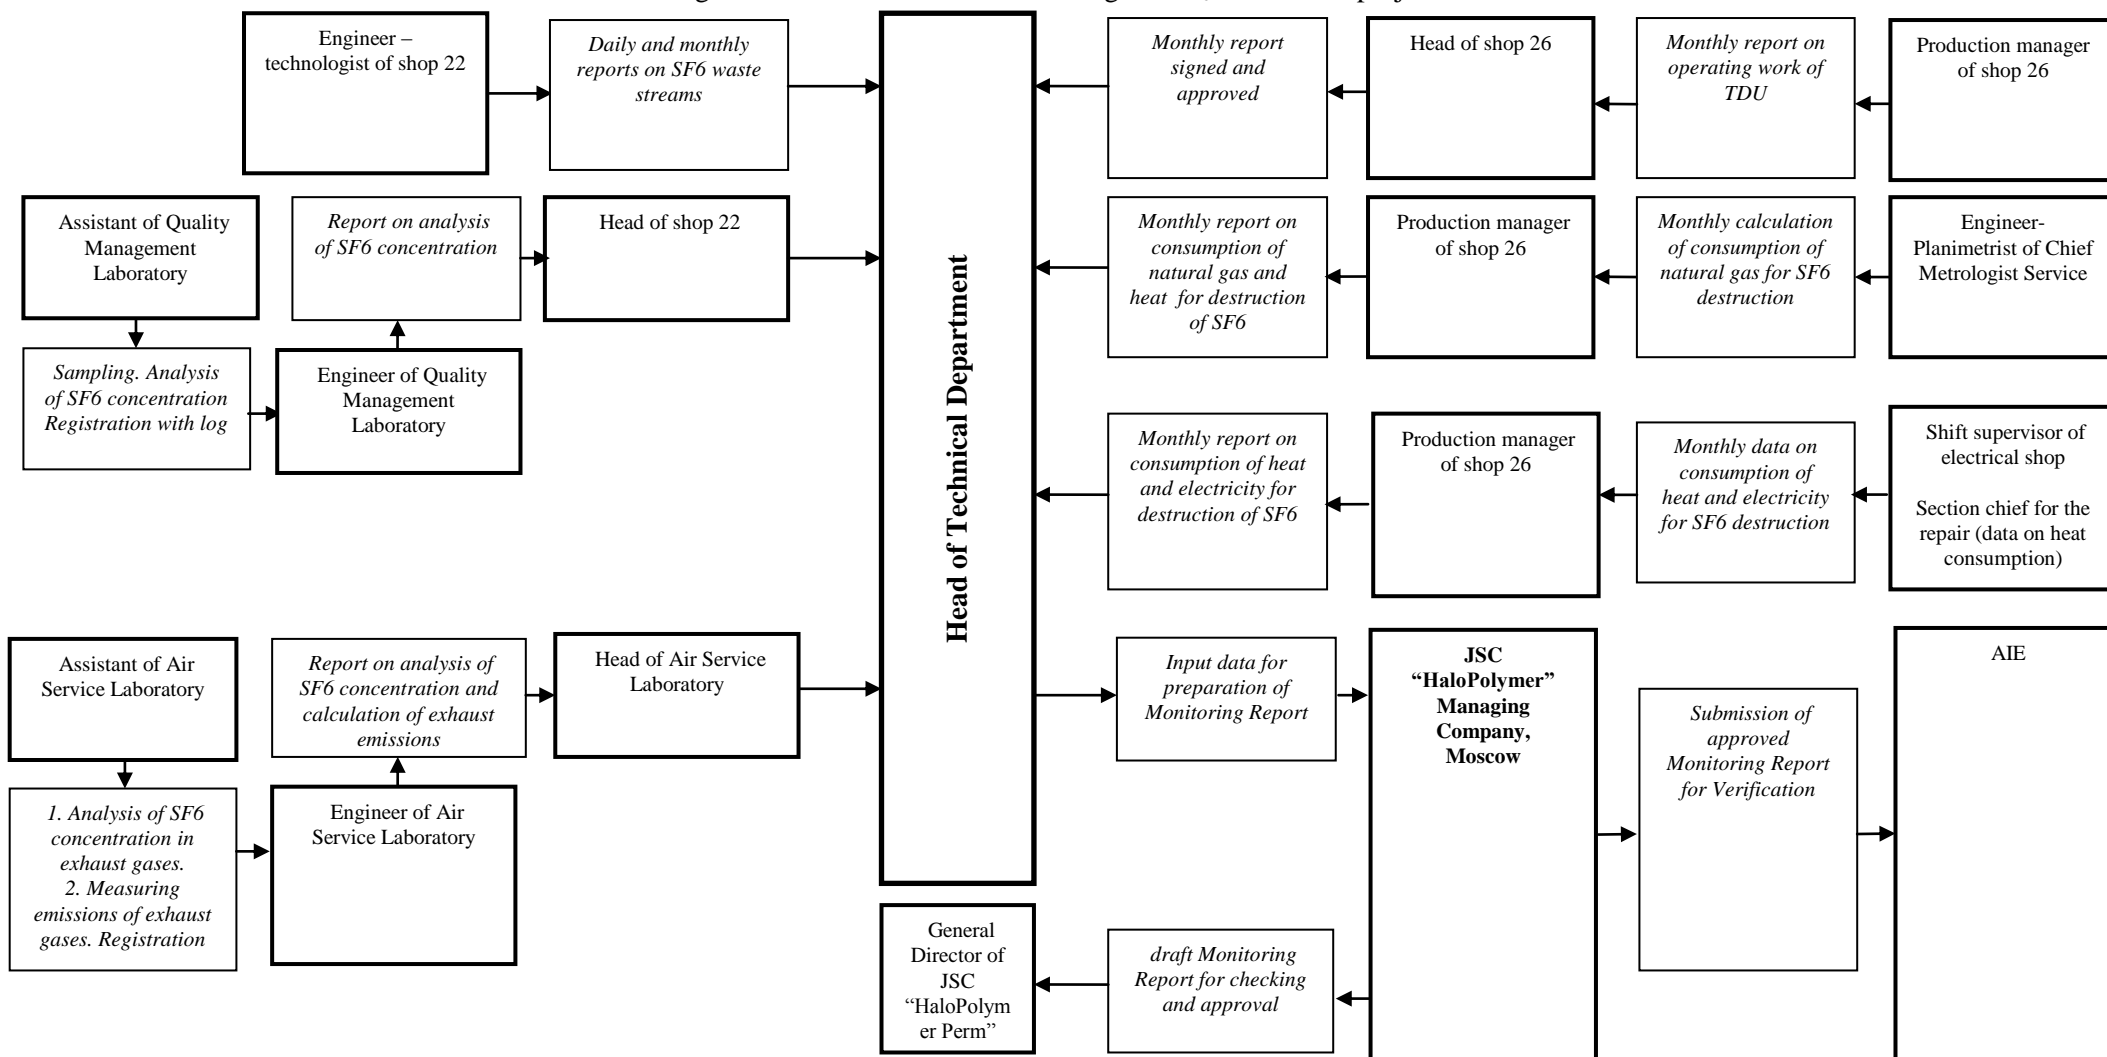 Engineer –
technologist of shop 22
Daily and monthly
reports on SF6 waste
streams
Monthly report
signed and
approved
Head of shop 26
Monthly report on
operating work of
TDU
Production manager
of shop 26
Assistant of Quality
Management
Laboratory
Report on analysis
of SF6 concentration
Head of shop 22
Monthly report on
consumption of
natural gas and
heat for destruction
of SF6
Production manager
of shop 26
Monthly calculation
of consumption of
natural gas for SF6
destruction
Engineer-
Planimetrist of Chief
Metrologist Service
Sampling. Analysis
of SF6 concentration
Registration with log
Engineer of Quality
Management
Laboratory
Head of Technical Department
Monthly report on
consumption of heat
and electricity for
destruction of SF6
Production manager
of shop 26
Monthly data on
consumption of
heat and electricity
for SF6 destruction
Shift supervisor of
electrical shop
Section chief for the
repair (data on heat
consumption)
Assistant of Air
Service Laboratory
Report on analysis of
SF6 concentration and
calculation of exhaust
emissions
Head of Air Service
Laboratory
Input data for
preparation of
Monitoring Report
JSC
“HaloPolymer”
Managing
Company,
Moscow
Submission of
approved
Monitoring Report
for Verification
AIE
1. Analysis of SF6
concentration in
exhaust gases.
2. Measuring
emissions of exhaust
gases. Registration
Engineer of Air
Service Laboratory
General
Director of
JSC
“HaloPolym
er Perm”
draft Monitoring
Report for checking
and approval